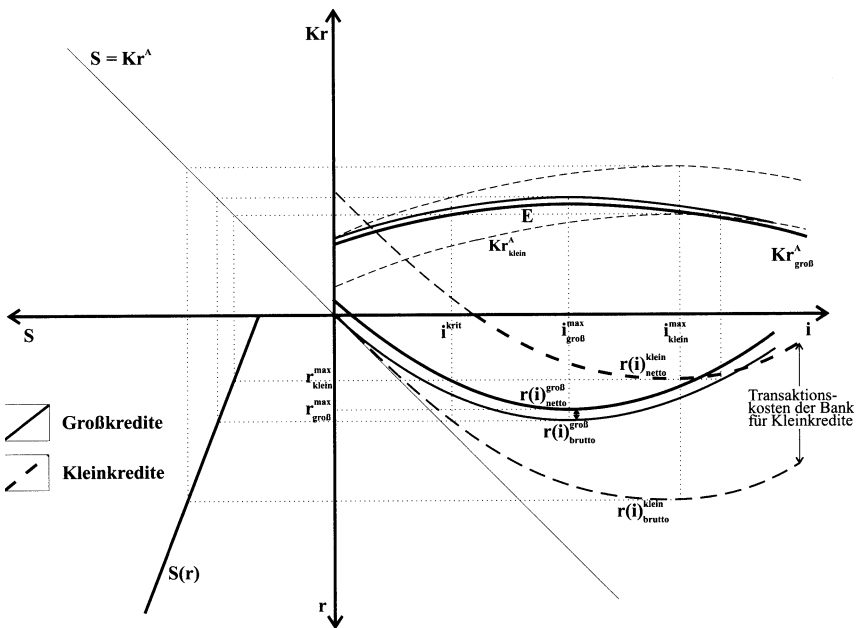 Kr
S = Kr^A
E
Kr^A_klein
Kr^A_groß
S
i^krit
i^max_groß
i^max_klein
i
r^max_klein
r(i)^klein_netto
r(i)^groß_netto
r^max_groß
r(i)^groß_brutto
Transaktions-
kosten der Bank
für Kleinkredite
Großkredite
Kleinkredite
r(i)^klein_brutto
S(r)
r